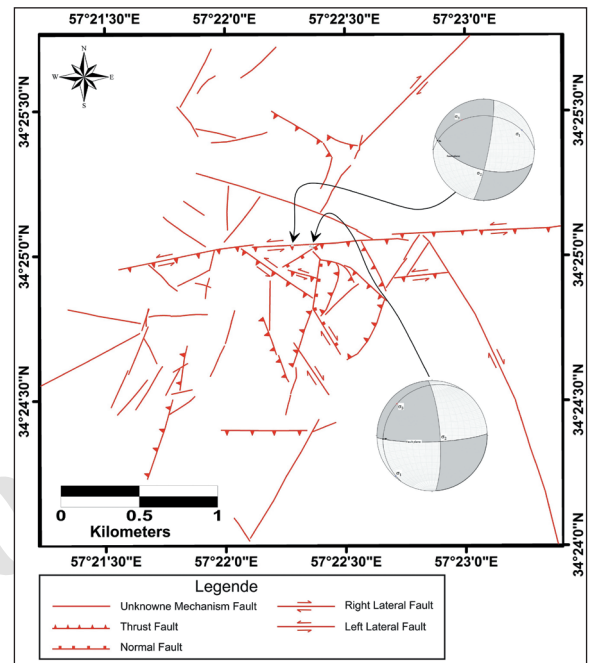 57°21'30"E 57°22'0"E 57°22'30"E 57°23'0"E
N
W E
S
34°25'30"N 34°25'30"N
34°25'0"N 34°25'0"N
34°24'30"N 34°24'30"N
34°24'0"N
0 0.5 1
Kilometers
57°21'30"E 57°22'0"E 57°22'30"E 57°23'0"E
Legende
Unknowne Mechanism Fault
Right Lateral Fault
Thrust Fault
Left Lateral Fault
Normal Fault